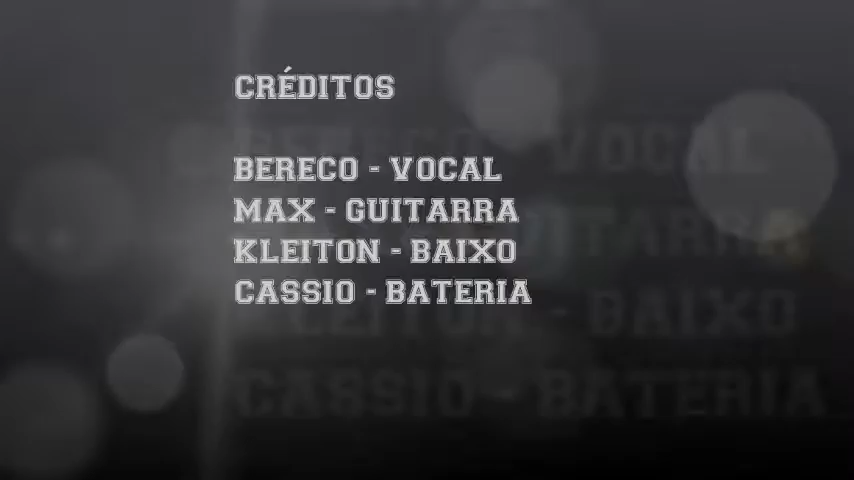 CRÉDITOS
BERECO - VOCAL
MAX - GUITARRA
KLEITON - BAIXO
CASSIO - BATERIA